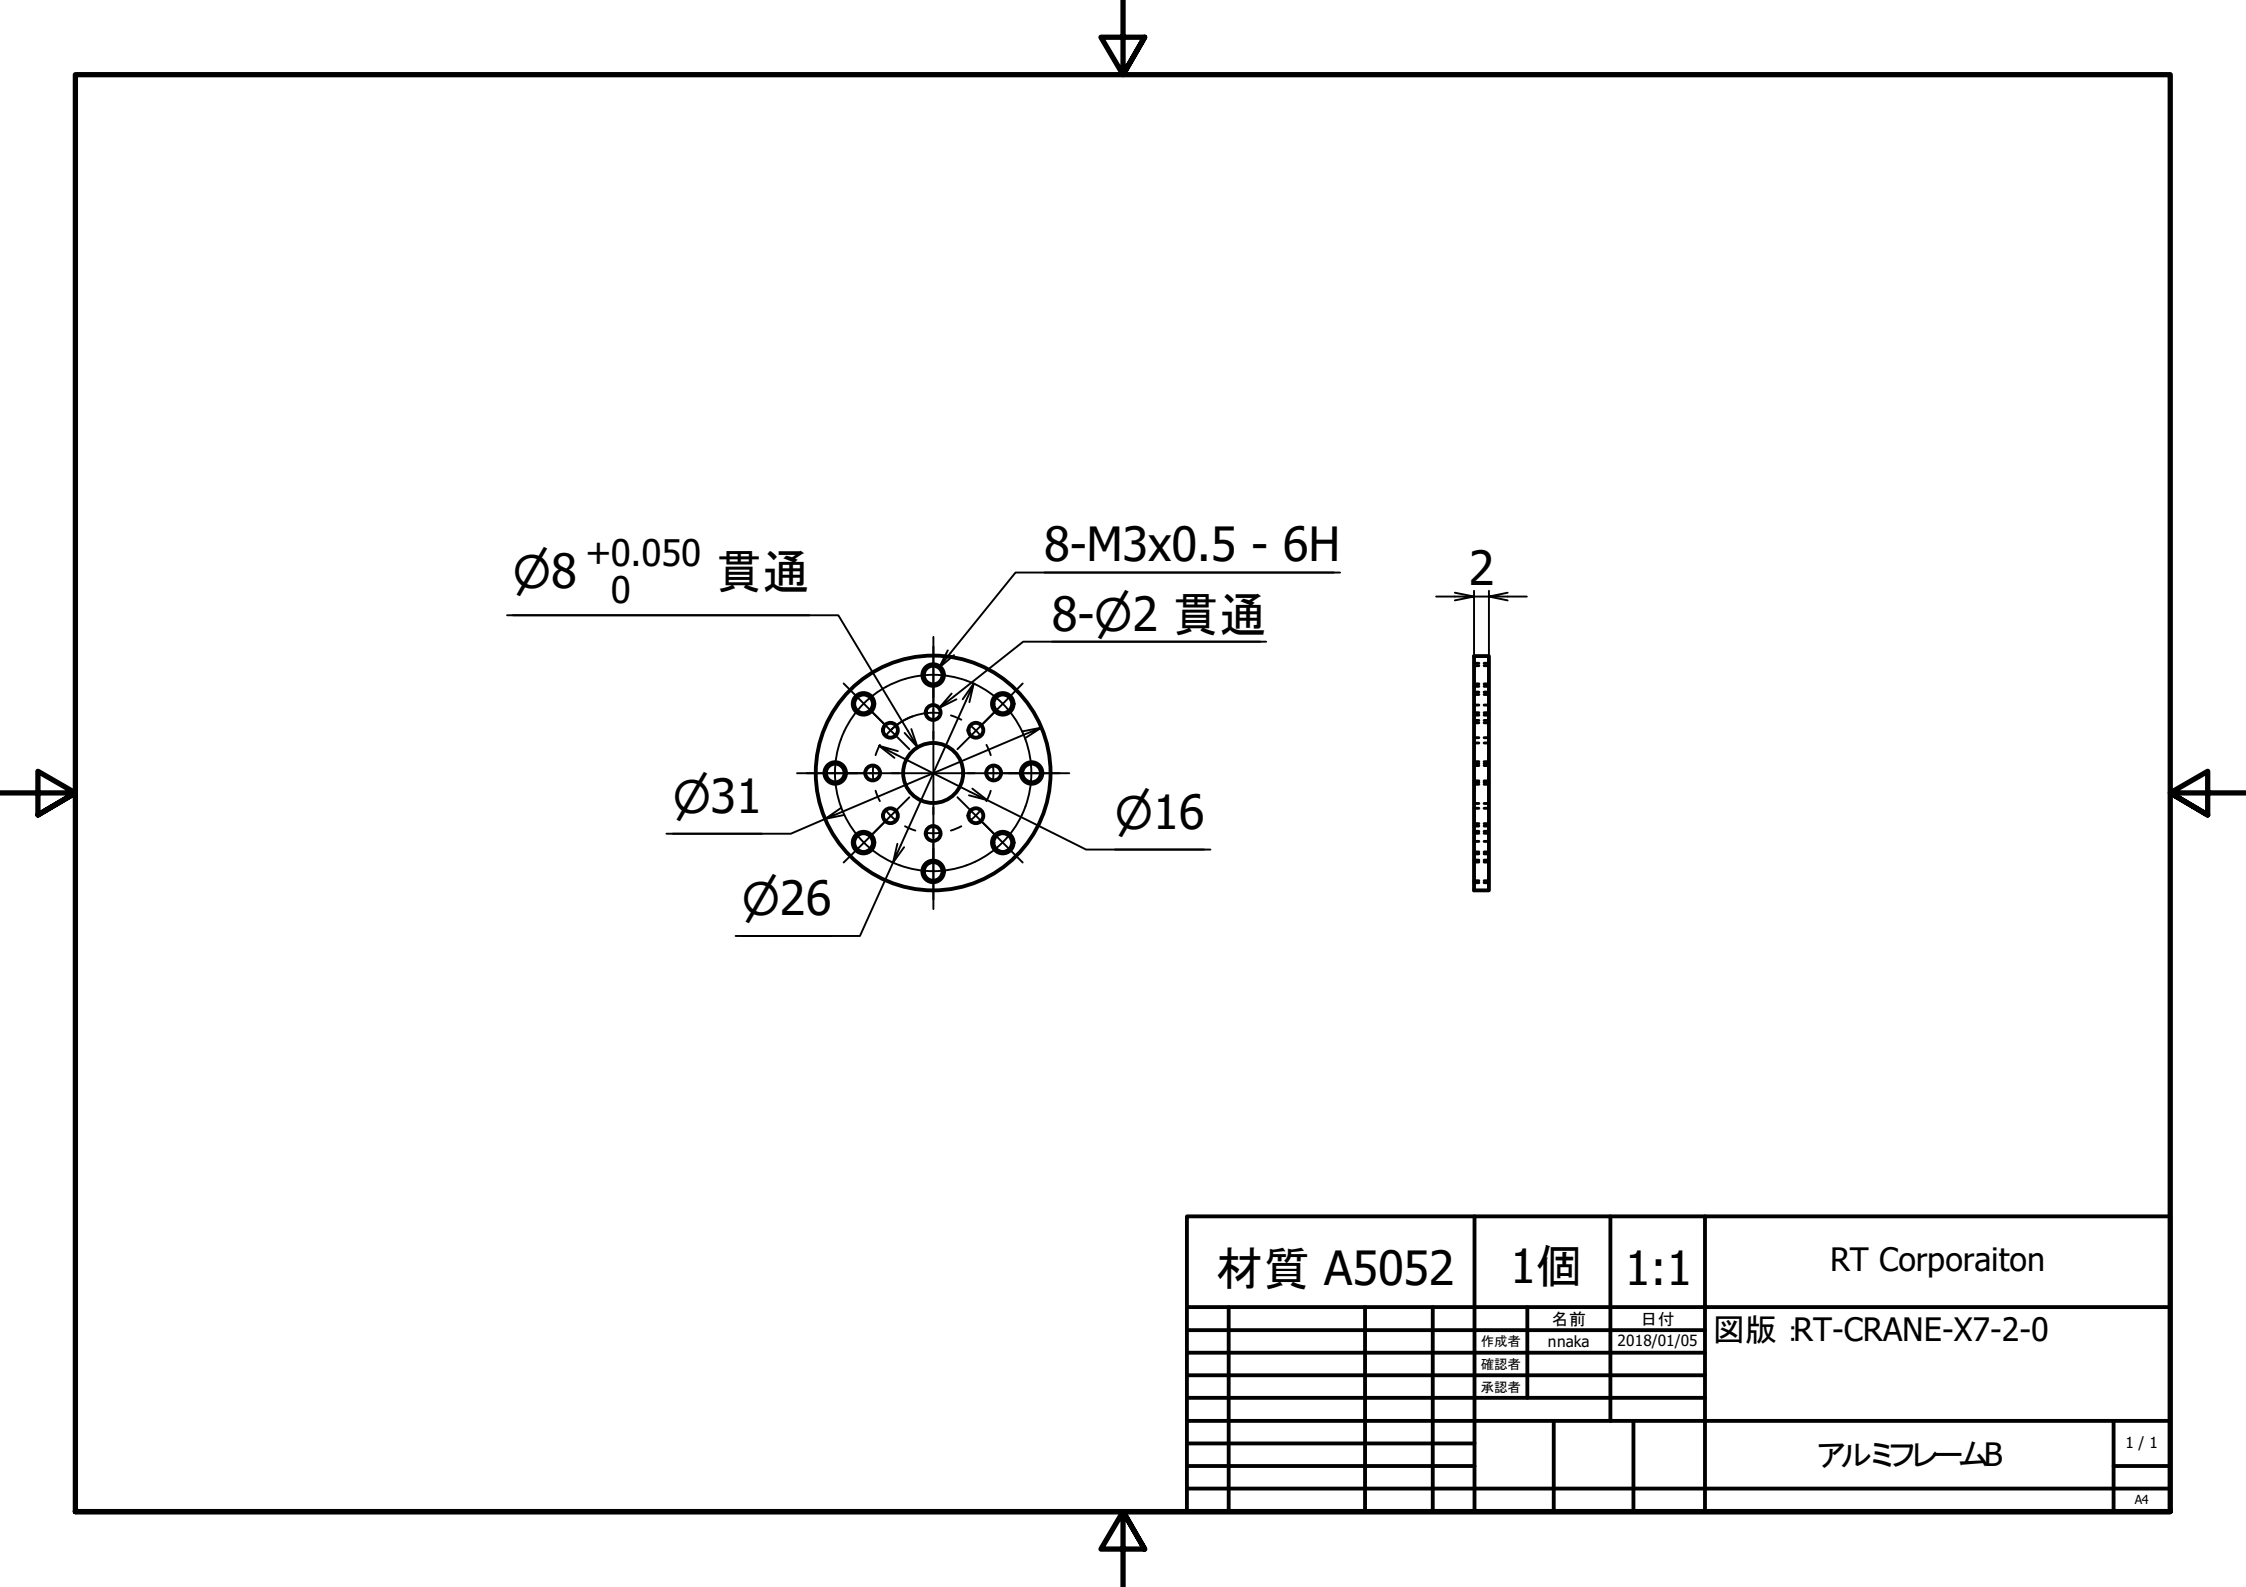 8-M3x0.5 - 6H
Ø8 +0.050 0 貫通
2
8-Ø2 貫通
Ø31
Ø16
Ø26
材質 A5052
1個
1:1
RT Corporaiton
名前
日付
図版 :RT-CRANE-X7-2-0
作成者
nnaka
2018/01/05
確認者
承認者
アルミフレームB
1 / 1
A4